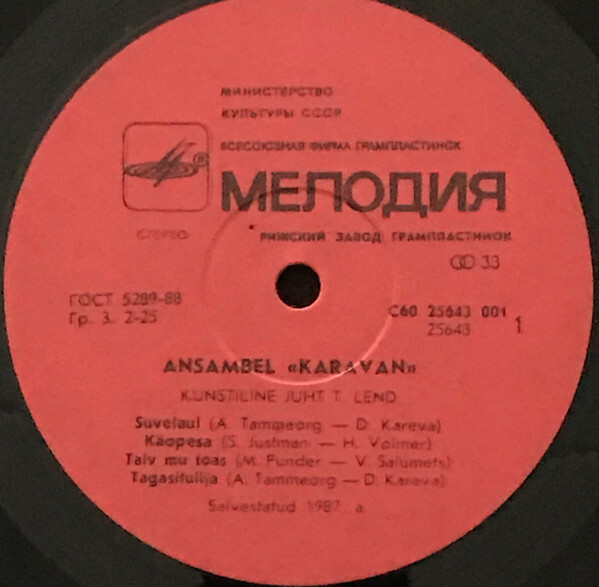 МИНИСТЕРСТВО
КУЛЬТУРЫ СССР
ВСЕСОЮЗНАЯ ФИРМА ГРАМПЛАСТИНОК
®
МЕЛОДИЯ
СТЕРЕО
РИЖСКИЙ ЗАВОД ГРАМПЛАСТИНОК
33
ГОСТ 5289-88
Гр. 3. 2-25
С60 25643 001
25643
1
ANSAMBEL «KARAVAN»
KUNSTILINE JUHT T. LEND
Suvelaul (A. Tammeorg — D. Kareva)
Käopesa (S. Justman — H. Volmer)
Talv mu toas (M. Punder — V. Salumets)
Tagasitulija (A. Tammeorg — D. Kareva)
Salvestatud 1987. a.